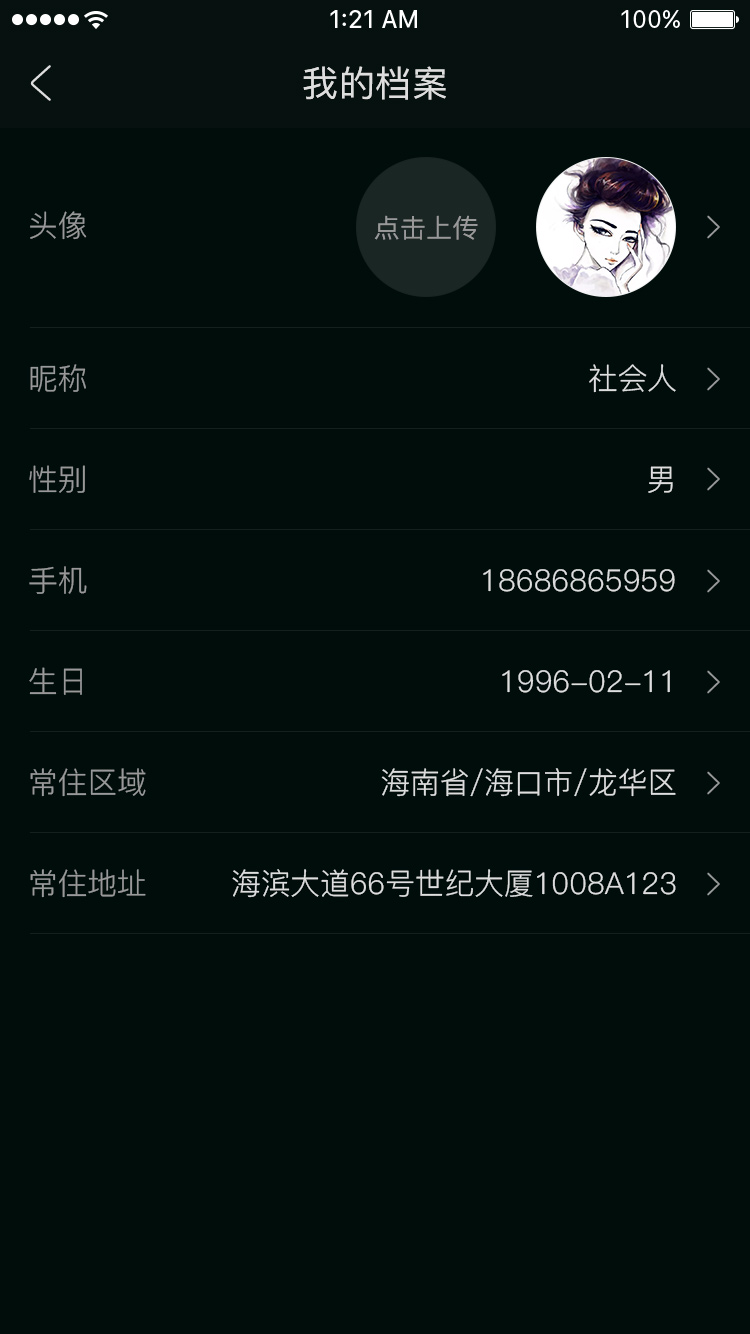 1:21 AM 100%
我的档案
头像 点击上传
昵称 社会人
性别 男
手机 18686865959
生日 1996-02-11
常住区域 海南省/海口市/龙华区
常住地址 海滨大道66号世纪大厦1008A123